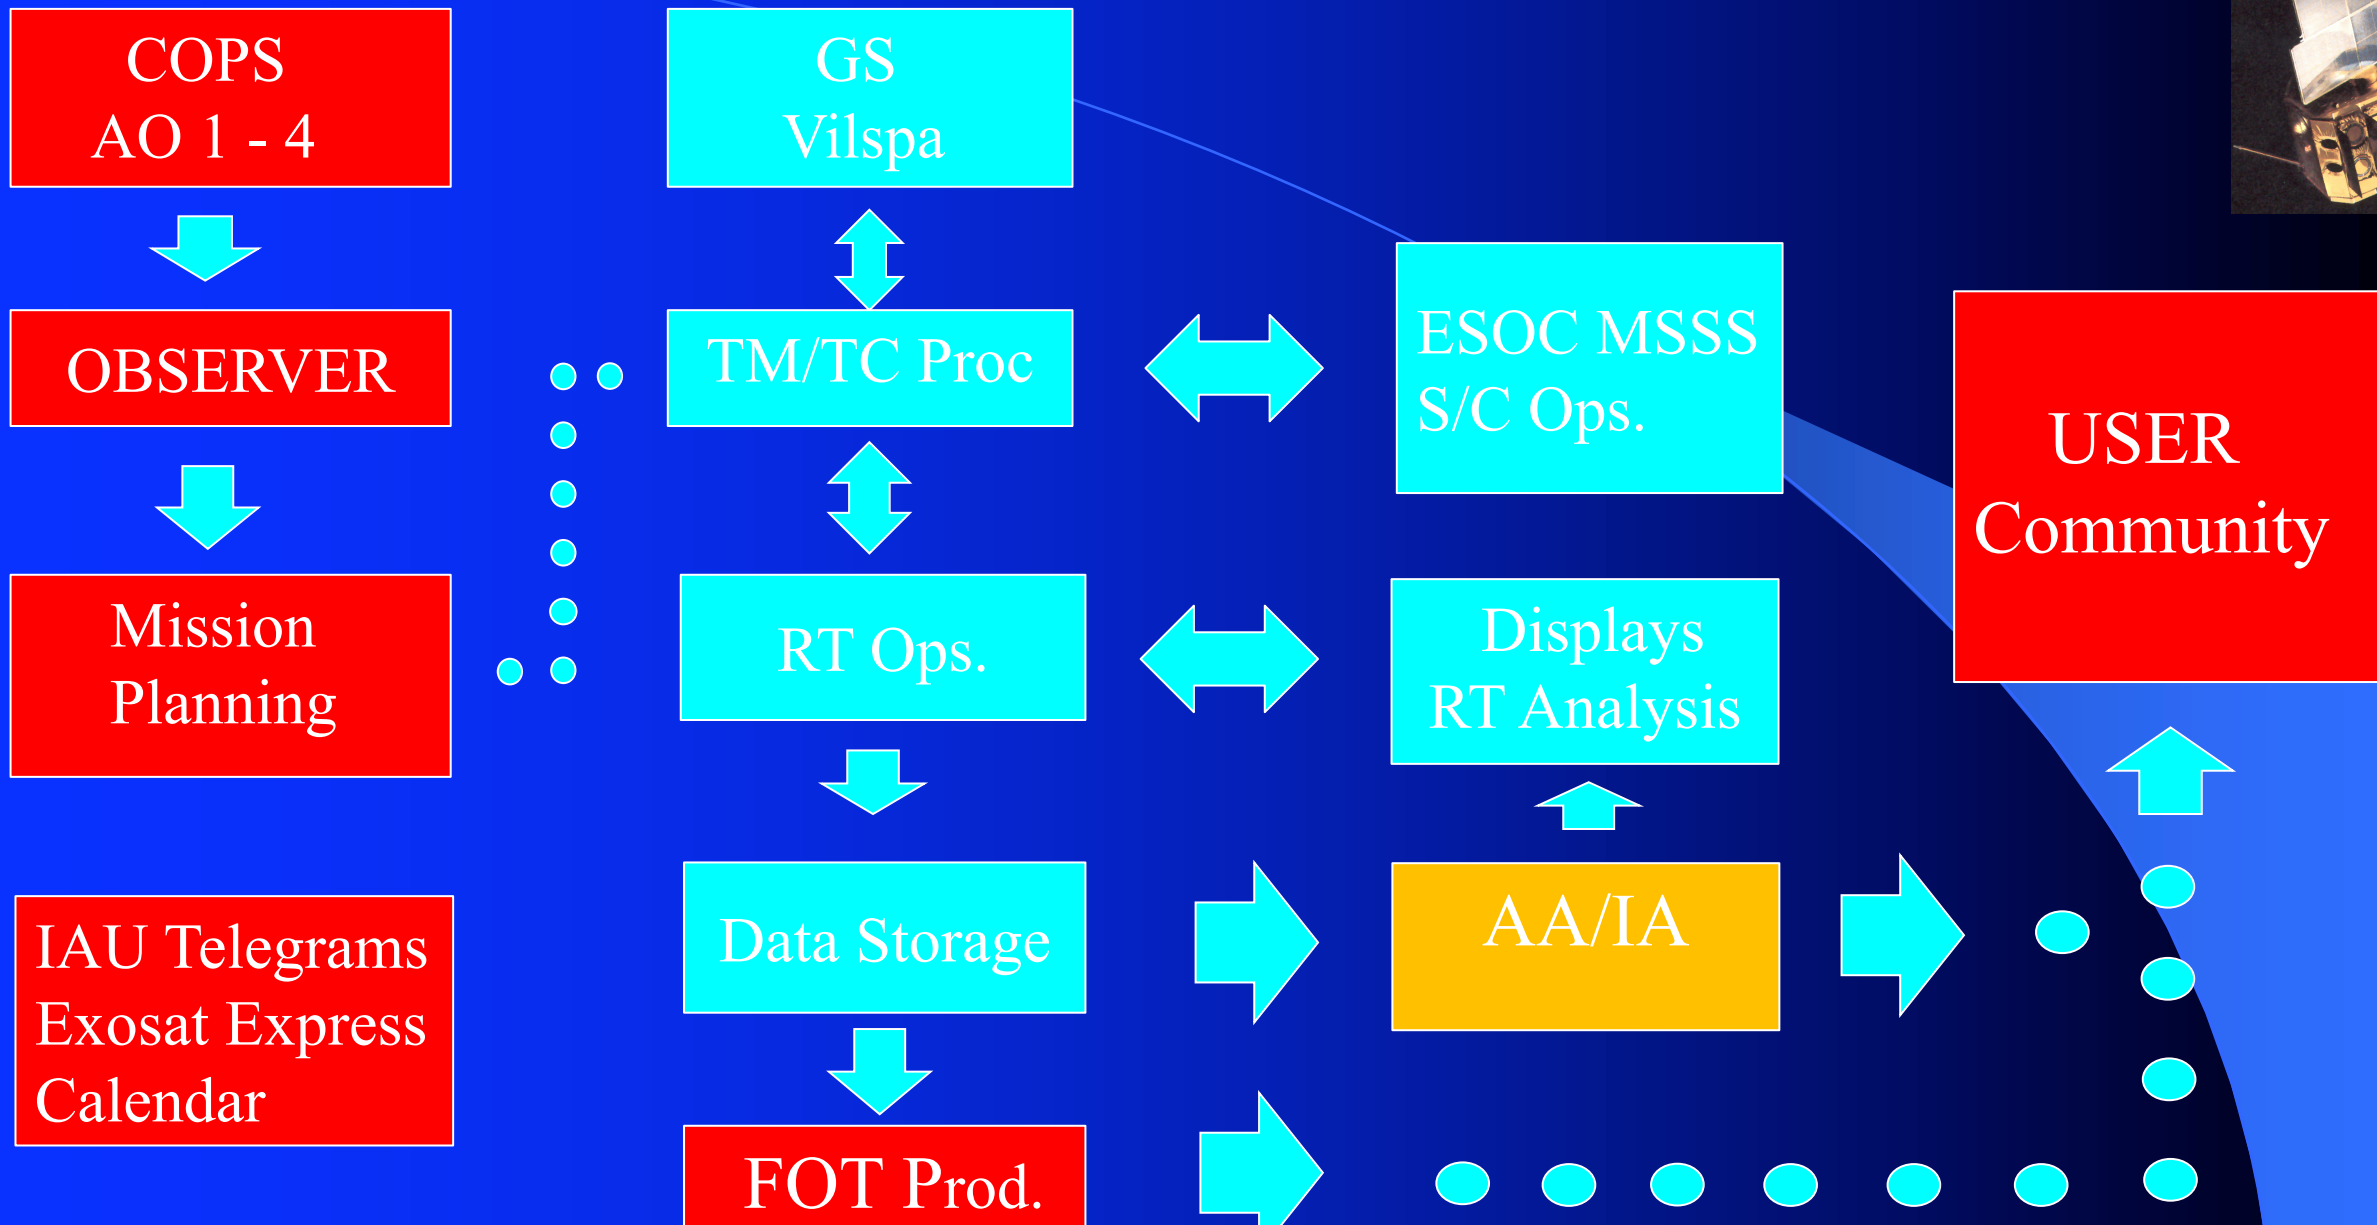 COPS
AO 1 - 4
GS
Vilspa
OBSERVER
TM/TC Proc
ESOC MSSS
S/C Ops.
USER
Community
Mission
Planning
RT Ops.
Displays
RT Analysis
IAU Telegrams
Exosat Express
Calendar
Data Storage
AA/IA
FOT Prod.